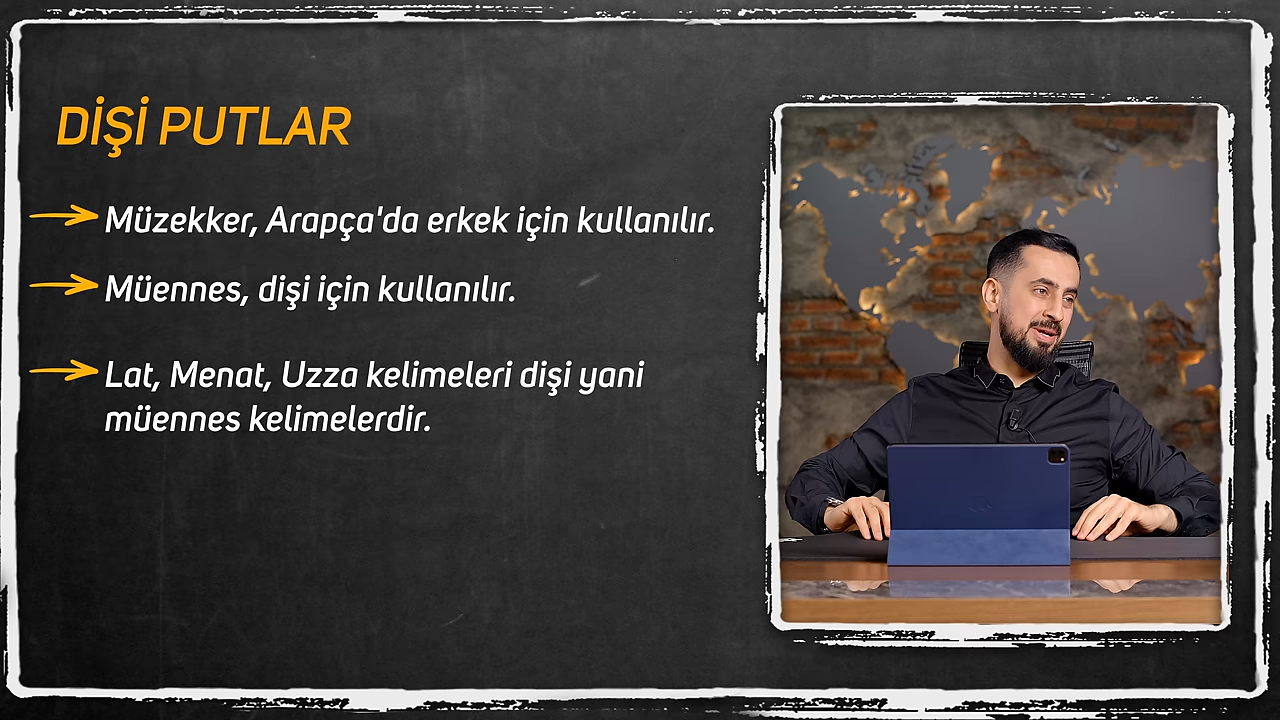 DİŞİ PUTLAR
Müzekker, Arapça'da erkek için kullanılır.
Müennes, dişi için kullanılır.
Lat, Menat, Uzza kelimeleri dişi yani
müennes kelimelerdir.